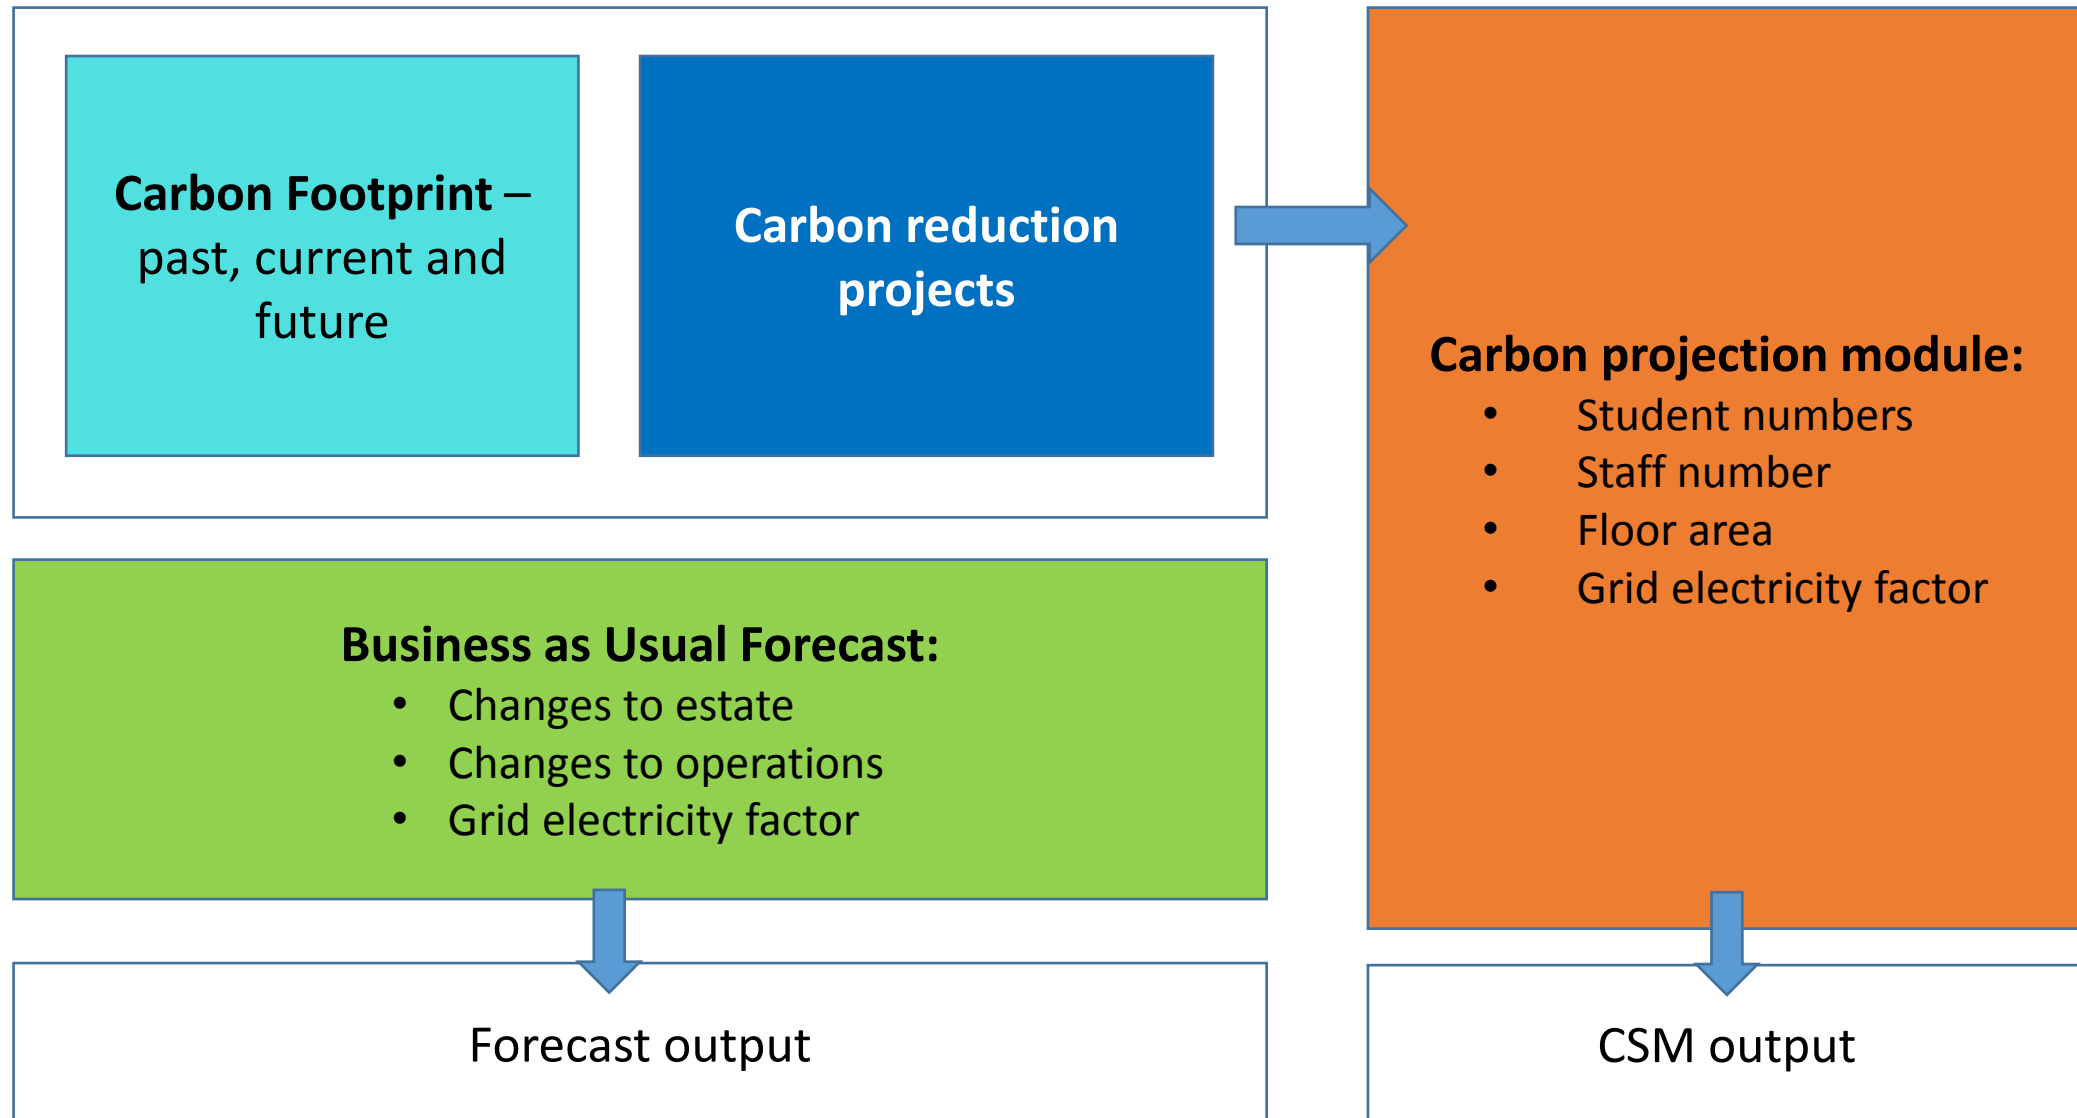 Carbon Footprint –
past, current and
future
Carbon reduction
projects
Carbon projection module:
• Student numbers
• Staff number
• Floor area
• Grid electricity factor
Business as Usual Forecast:
• Changes to estate
• Changes to operations
• Grid electricity factor
Forecast output
CSM output